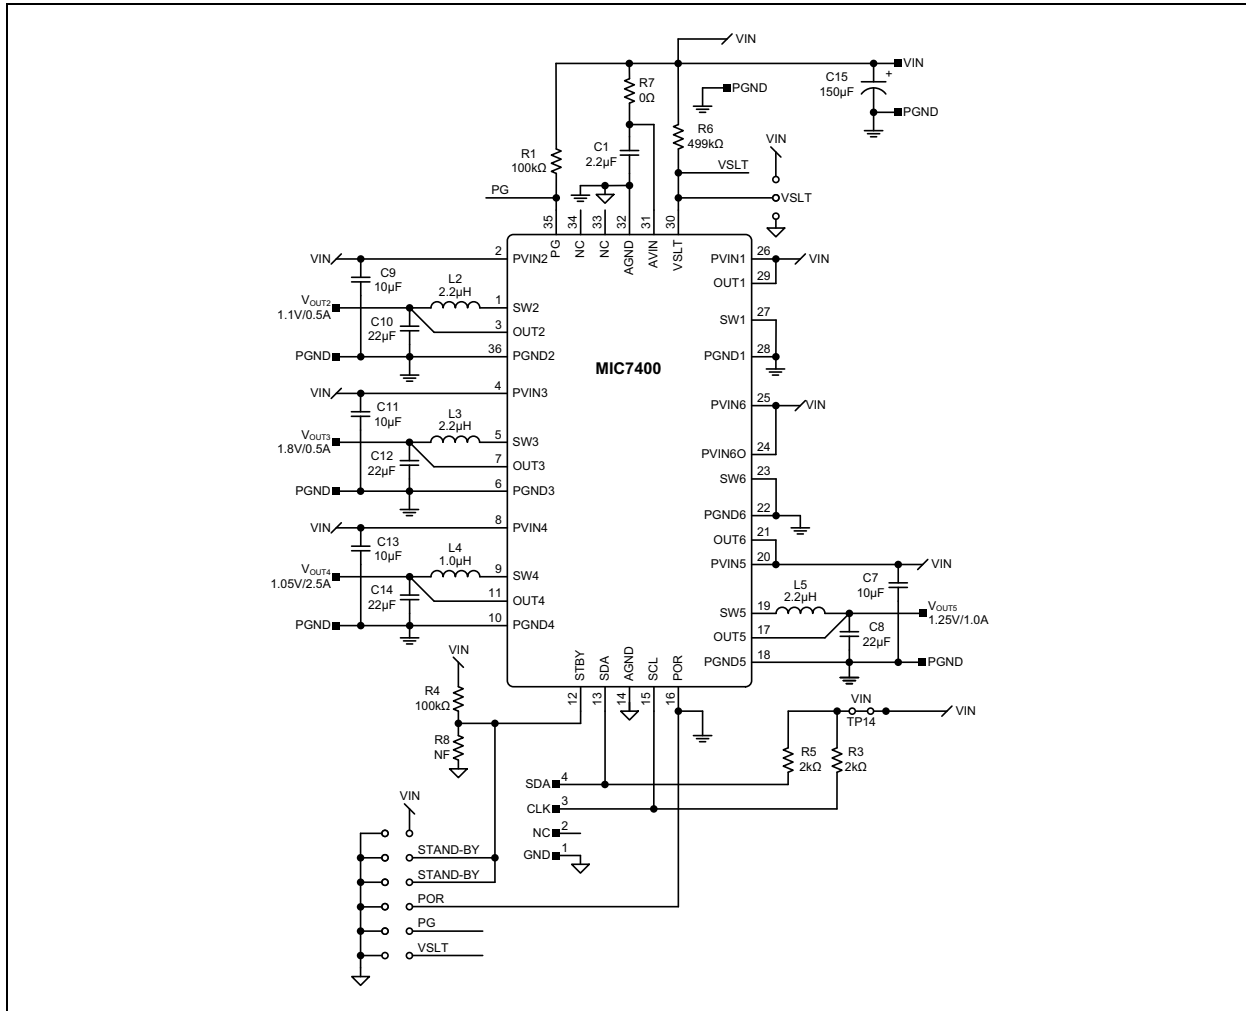 VIN
VIN
R7
0Ω
PGND
C15
150µF
+
PGND
R6
499kΩ
VIN
R1
100kΩ
C1
2.2µF
VSLT
PG
VSLT
35
34
33
32
31
30
PG
NC
NC
AGND
AVIN
VSLT
VIN
2
PVIN2
C9
10µF
L2
2.2µH
VOUT2
1.1V/0.5A
1
SW2
C10
22µF
3
OUT2
PGND
36
PGND2
VIN
4
PVIN3
C11
10µF
L3
2.2µH
VOUT3
1.8V/0.5A
5
SW3
C12
22µF
7
OUT3
PGND
6
PGND3
VIN
8
PVIN4
C13
10µF
L4
1.0µH
VOUT4
1.05V/2.5A
9
SW4
C14
22µF
11
OUT4
PGND
10
PGND4
MIC7400
PVIN1
26
VIN
OUT1
29
SW1
27
PGND1
28
PVIN6
25
VIN
PVIN6O
24
SW6
23
PGND6
22
OUT6
21
PVIN5
20
VIN
C7
10µF
L5
2.2µH
SW5
19
VOUT5
1.25V/1.0A
OUT5
17
C8
22µF
PGND5
18
PGND
STBY
SDA
AGND
SCL
POR
12
13
14
15
16
VIN
R4
100kΩ
R8
NF
VIN
TP14
VIN
R5
2kΩ
R3
2kΩ
SDA
4
CLK
3
NC
2
GND
1
VIN
STAND-BY
STAND-BY
POR
PG
VSLT